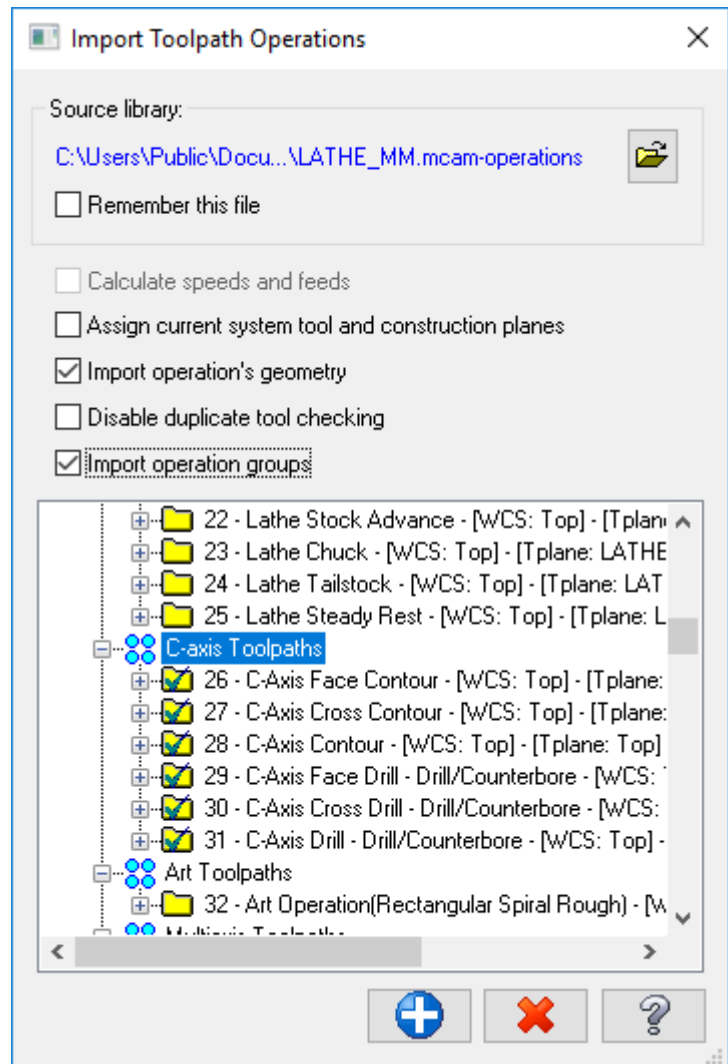 Import Toolpath Operations
Source library:
C:\Users\Public\Docu...\LATHE_MM.mcam-operations
Remember this file
Calculate speeds and feeds
Assign current system tool and construction planes
Import operation's geometry
Disable duplicate tool checking
Import operation groups
22 - Lathe Stock Advance - [WCS: Top] - [Tplan
23 - Lathe Chuck - [WCS: Top] - [Tplane: LATHE
24 - Lathe Tailstock - [WCS: Top] - [Tplane: LAT
25 - Lathe Steady Rest - [WCS: Top] - [Tplane: L
C-axis Toolpaths
26 - C-Axis Face Contour - [WCS: Top] - [Tplane:
27 - C-Axis Cross Contour - [WCS: Top] - [Tplane:
28 - C-Axis Contour - [WCS: Top] - [Tplane: Top]
29 - C-Axis Face Drill - Drill/Counterbore - [WCS:
30 - C-Axis Cross Drill - Drill/Counterbore - [WCS:
31 - C-Axis Drill - Drill/Counterbore - [WCS: Top] -
Art Toolpaths
32 - Art Operation(Rectangular Spiral Rough) - [W
Multiaxis Toolpaths